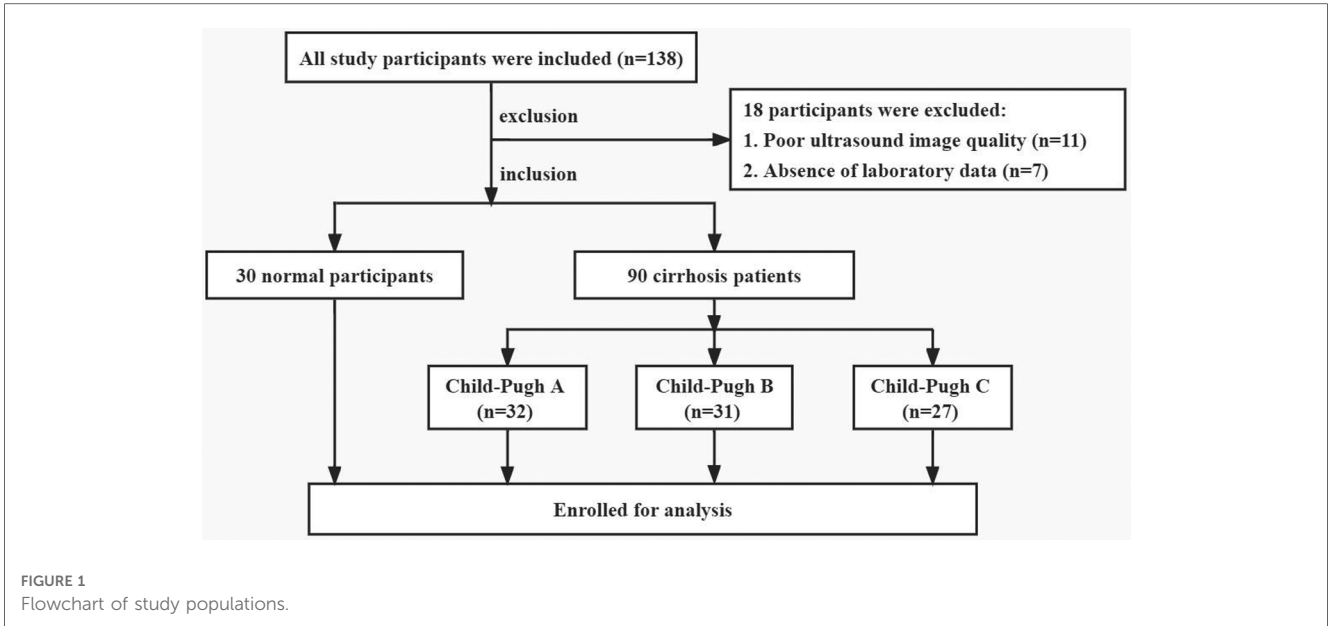 All study participants were included (n=138)
exclusion
18 participants were excluded:
1. Poor ultrasound image quality (n=11)
2. Absence of laboratory data (n=7)
inclusion
30 normal participants
90 cirrhosis patients
Child-Pugh A
(n=32)
Child-Pugh B
(n=31)
Child-Pugh C
(n=27)
Enrolled for analysis
FIGURE 1
Flowchart of study populations.